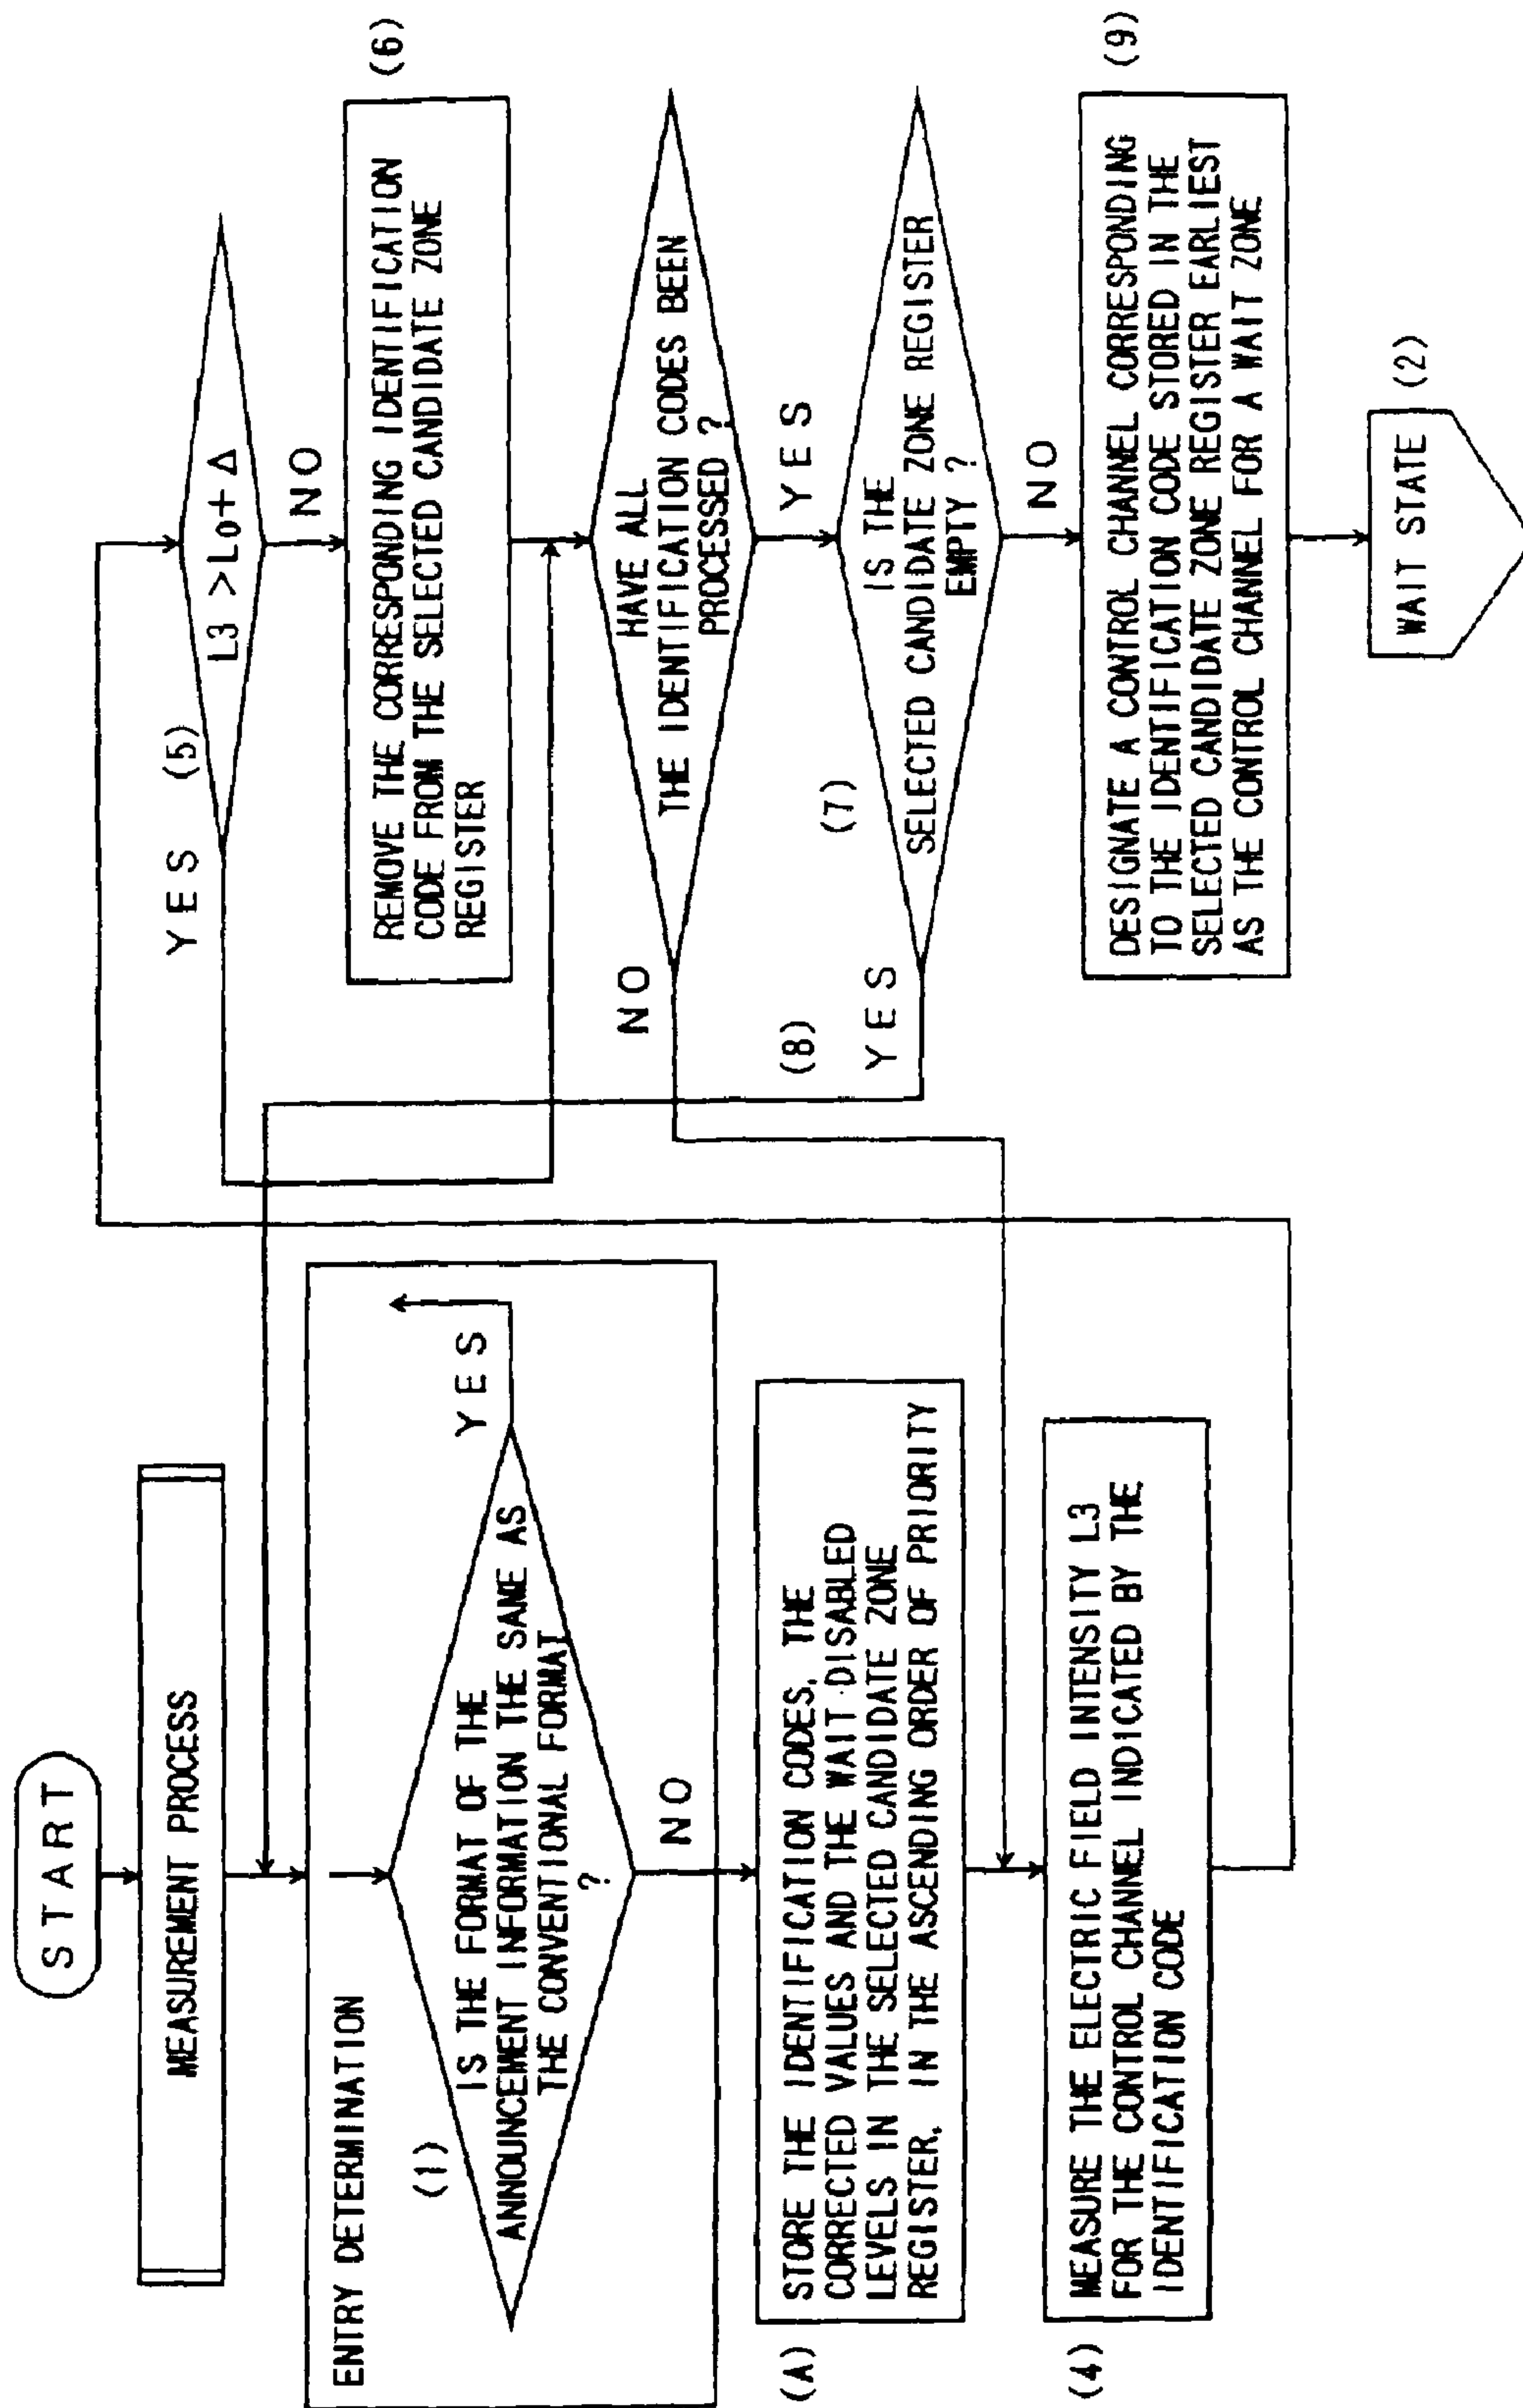 START
MEASUREMENT PROCESS
ENTRY DETERMINATION
(1)
IS THE FORMAT OF THE
ANNOUNCEMENT INFORMATION THE SAME AS
THE CONVENTIONAL FORMAT
?
YES
NO
(A)
STORE THE IDENTIFICATION CODES, THE
CORRECTED VALUES AND THE WAIT DISABLED
LEVELS IN THE SELECTED CANDIDATE ZONE
REGISTER, IN THE ASCENDING ORDER OF PRIORITY
(4)
MEASURE THE ELECTRIC FIELD INTENSITY L3
FOR THE CONTROL CHANNEL INDICATED BY THE
IDENTIFICATION CODE
YES (5)
L3 >Lo+ Δ
NO
(6)
REMOVE THE CORRESPONDING IDENTIFICATION
CODE FROM THE SELECTED CANDIDATE ZONE
REGISTER
NO
HAVE ALL
THE IDENTIFICATION CODES BEEN
PROCESSED ?
YES
(8)
(7)
YES
IS THE
SELECTED CANDIDATE ZONE REGISTER
EMPTY ?
NO
(9)
DESIGNATE A CONTROL CHANNEL CORRESPONDING
TO THE IDENTIFICATION CODE STORED IN THE
SELECTED CANDIDATE ZONE REGISTER EARLIEST
AS THE CONTROL CHANNEL FOR A WAIT ZONE
WAIT STATE (2)